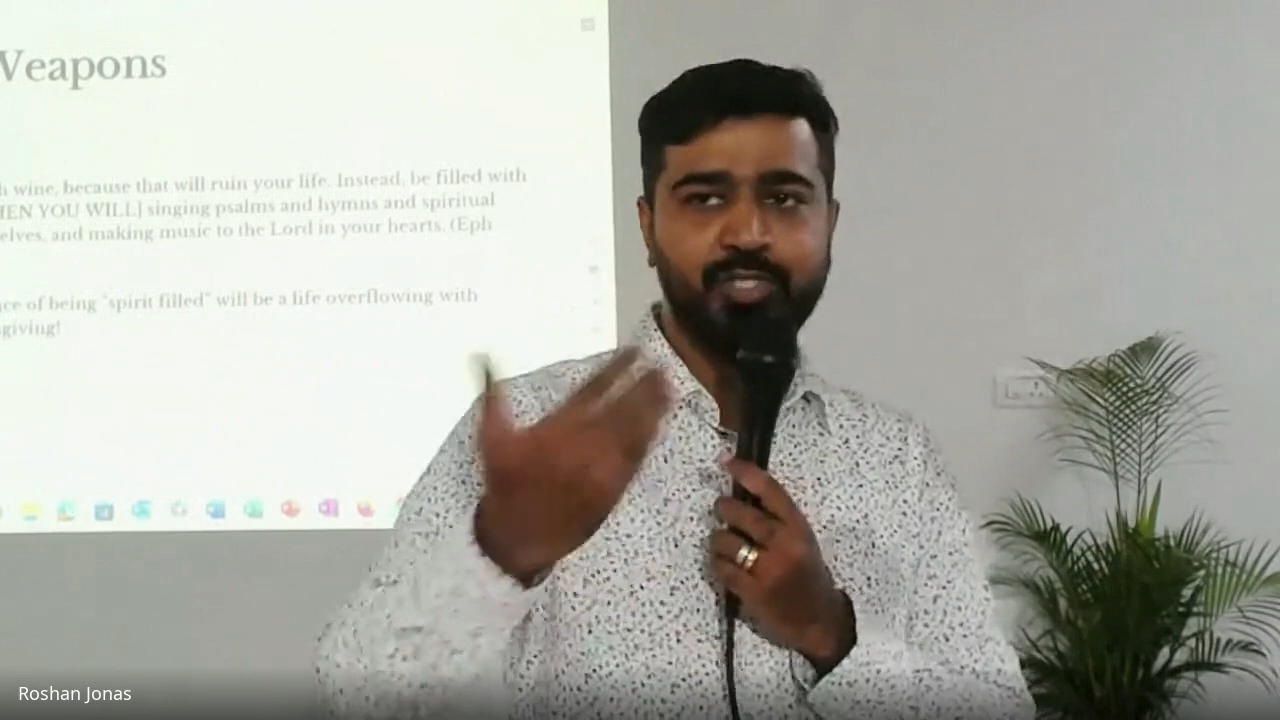 Weapons
h wine, because that will ruin your life. Instead, be filled with
HEN YOU WILL] singing psalms and hymns and spiritual
elves, and making music to the Lord in your hearts. (Eph
ce of being "spirit filled" will be a life overflowing with
giving!
Roshan Jonas